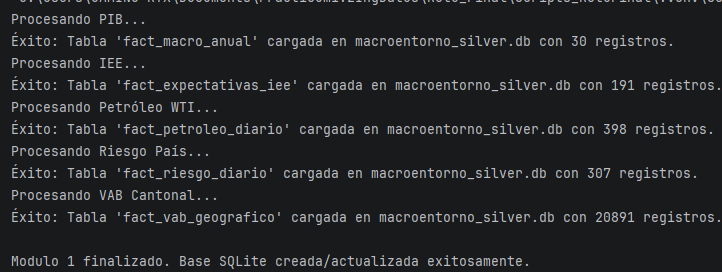 Procesando PIB...
Éxito: Tabla 'fact_macro_anual' cargada en macroentorno_silver.db con 30 registros.
Procesando IEE...
Éxito: Tabla 'fact_expectativas_iee' cargada en macroentorno_silver.db con 191 registros.
Procesando Petróleo WTI...
Éxito: Tabla 'fact_petroleo_diario' cargada en macroentorno_silver.db con 398 registros.
Procesando Riesgo País...
Éxito: Tabla 'fact_riesgo_diario' cargada en macroentorno_silver.db con 307 registros.
Procesando VAB Cantonal...
Éxito: Tabla 'fact_vab_geografico' cargada en macroentorno_silver.db con 20891 registros.
Modulo 1 finalizado. Base SQLite creada/actualizada exitosamente.